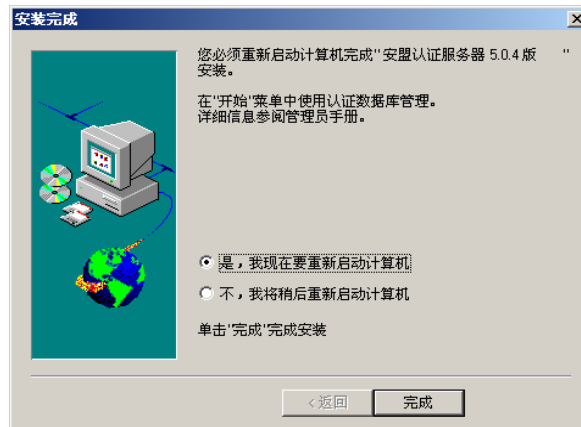 安装完成
您必须重新启动计算机完成"安盟认证服务器 5.0.4 版 "
安装。
在"开始'菜单中使用认证数据库管理。
详细信息参阅管理员手册。
是，我现在要重新启动计算机
不，我将稍后重新启动计算机
单击'完成'完成安装
<返回
完成